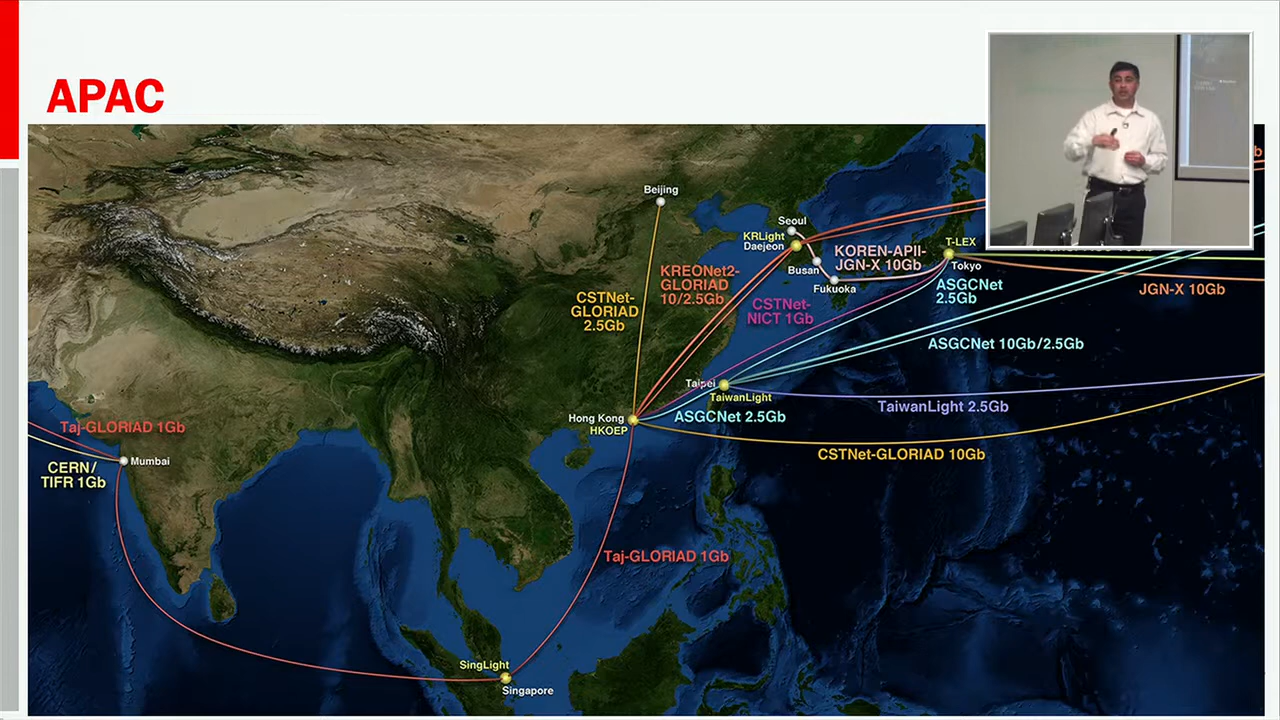 APAC
Beijing
Seoul
KRLight
Daejeon
Busan
Fukuoka
KOREN-APII-
JGN-X 10Gb
T-LEX
Tokyo
KREONet2-
GLORIAD
10/2.5Gb
CSTNet-
GLORIAD
2.5Gb
CSTNet-
NICT 1Gb
ASGCNet
2.5Gb
JGN-X 10Gb
ASGCNet 10Gb/2.5Gb
Taipei
TaiwanLight
TaiwanLight 2.5Gb
Hong Kong
HKOEP
ASGCNet 2.5Gb
CSTNet-GLORIAD 10Gb
Taj-GLORIAD 1Gb
Mumbai
CERN/
TIFR 1Gb
Taj-GLORIAD 1Gb
SingLight
Singapore